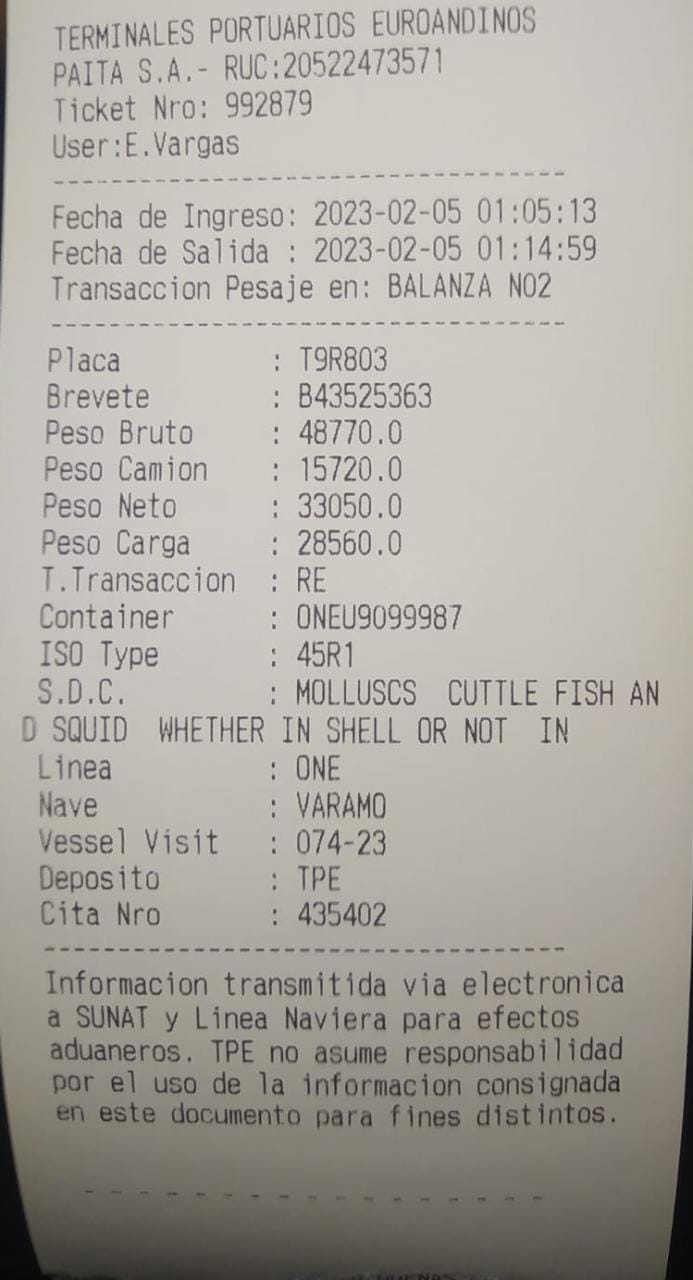 TERMINALES PORTUARIOS EUROANDINOS
PAITA S.A.- RUC:20522473571
Ticket Nro: 992879
User:E.Vargas
----------------------------------
Fecha de Ingreso: 2023-02-05 01:05:13
Fecha de Salida : 2023-02-05 01:14:59
Transaccion Pesaje en: BALANZA NO2
----------------------------------
Placa : T9R803
Brevete : B43525363
Peso Bruto : 48770.0
Peso Camion : 15720.0
Peso Neto : 33050.0
Peso Carga : 28560.0
T.Transaccion : RE
Container : ONEU9099987
ISO Type : 45R1
S.D.C. : MOLLUSCS CUTTLE FISH AN
D SQUID WHETHER IN SHELL OR NOT IN
Linea : ONE
Nave : VARAMO
Vessel Visit : 074-23
Deposito : TPE
Cita Nro : 435402
----------------------------------
Informacion transmitida via electronica
a SUNAT y Linea Naviera para efectos
aduaneros. TPE no asume responsabilidad
por el uso de la informacion consignada
en este documento para fines distintos.
- - - - - - - - - - - - - - - - -